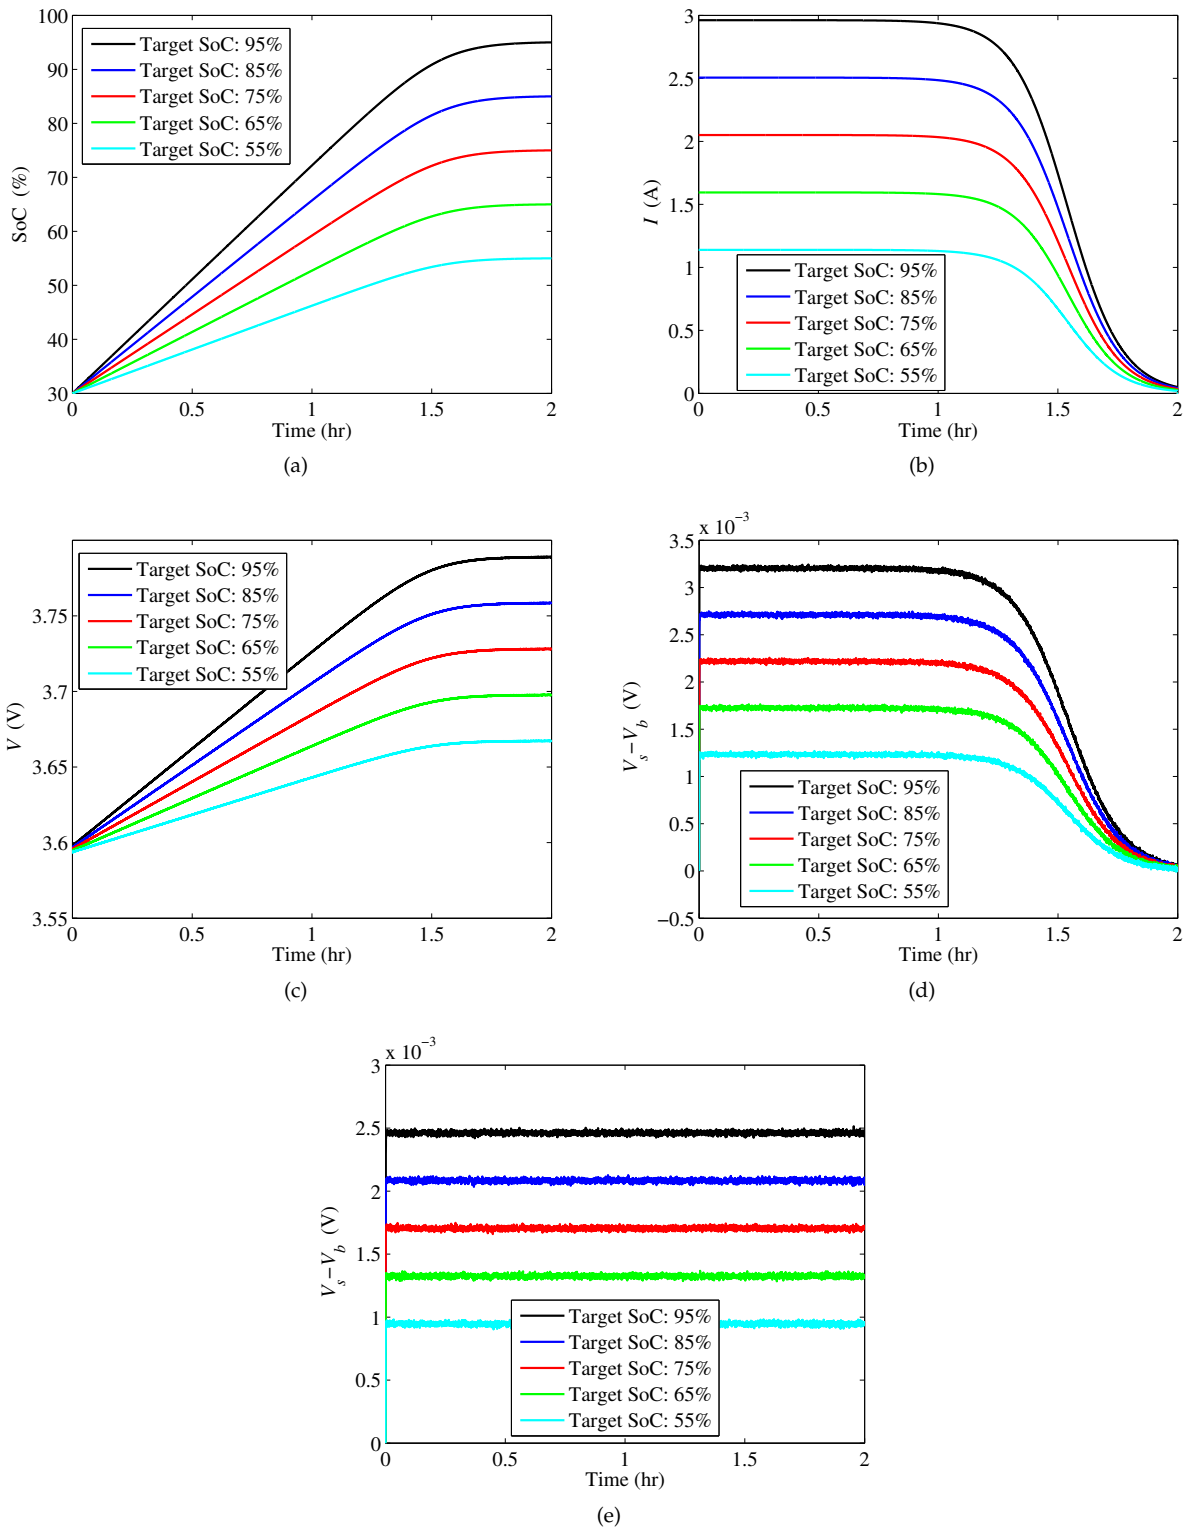 100
90
80
70
60
50
40
30
SoC (%)
Target SoC: 95%
Target SoC: 85%
Target SoC: 75%
Target SoC: 65%
Target SoC: 55%
0
0.5
1
1.5
2
Time (hr)
(a)
3
2.5
2
1.5
1
0.5
0
I (A)
Target SoC: 95%
Target SoC: 85%
Target SoC: 75%
Target SoC: 65%
Target SoC: 55%
0
0.5
1
1.5
2
Time (hr)
(b)
3.75
3.7
3.65
3.6
3.55
V (V)
Target SoC: 95%
Target SoC: 85%
Target SoC: 75%
Target SoC: 65%
Target SoC: 55%
0
0.5
1
1.5
2
Time (hr)
(c)
x 10⁻³
3.5
3
2.5
2
1.5
1
0.5
0
−0.5
Vₛ−V_b (V)
Target SoC: 95%
Target SoC: 85%
Target SoC: 75%
Target SoC: 65%
Target SoC: 55%
0
0.5
1
1.5
2
Time (hr)
(d)
x 10⁻³
3
2.5
2
1.5
1
0.5
0
Vₛ−V_b (V)
Target SoC: 95%
Target SoC: 85%
Target SoC: 75%
Target SoC: 65%
Target SoC: 55%
0
0.5
1
1.5
2
Time (hr)
(e)